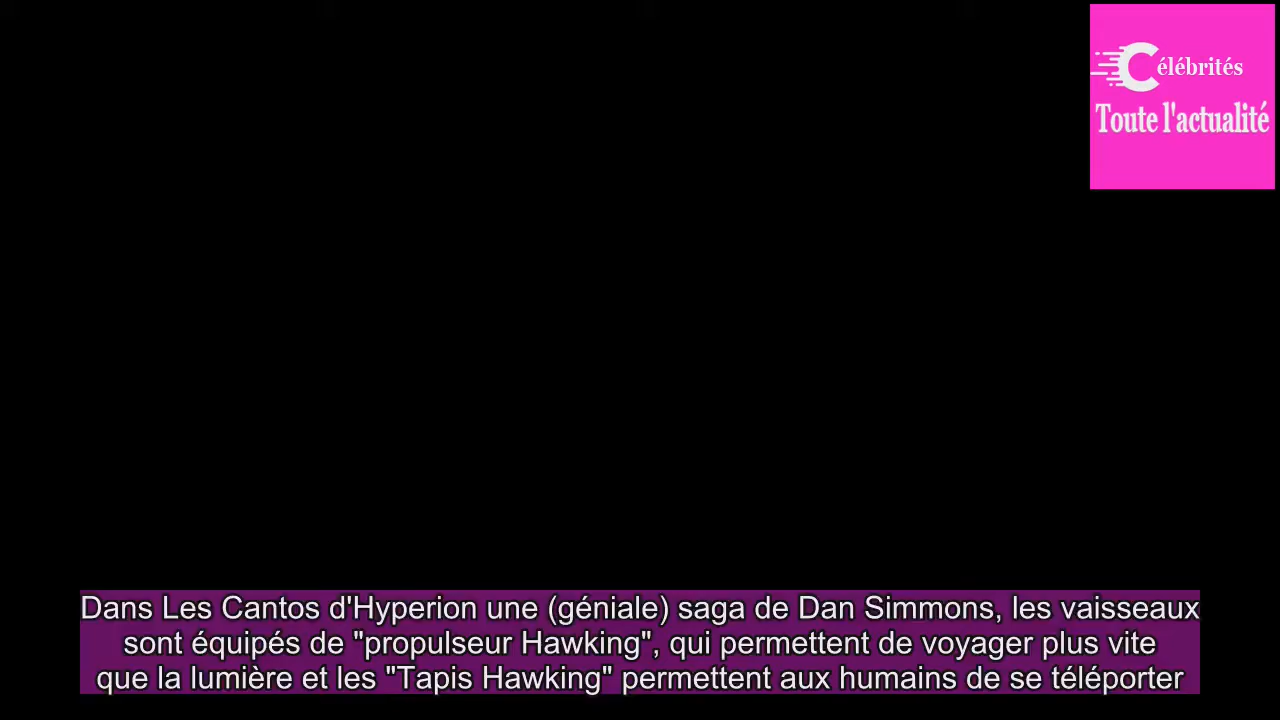 Célébrités
Toute l'actualité
Dans Les Cantos d'Hyperion une (géniale) saga de Dan Simmons, les vaisseaux
sont équipés de "propulseur Hawking", qui permettent de voyager plus vite
que la lumière et les "Tapis Hawking" permettent aux humains de se téléporter